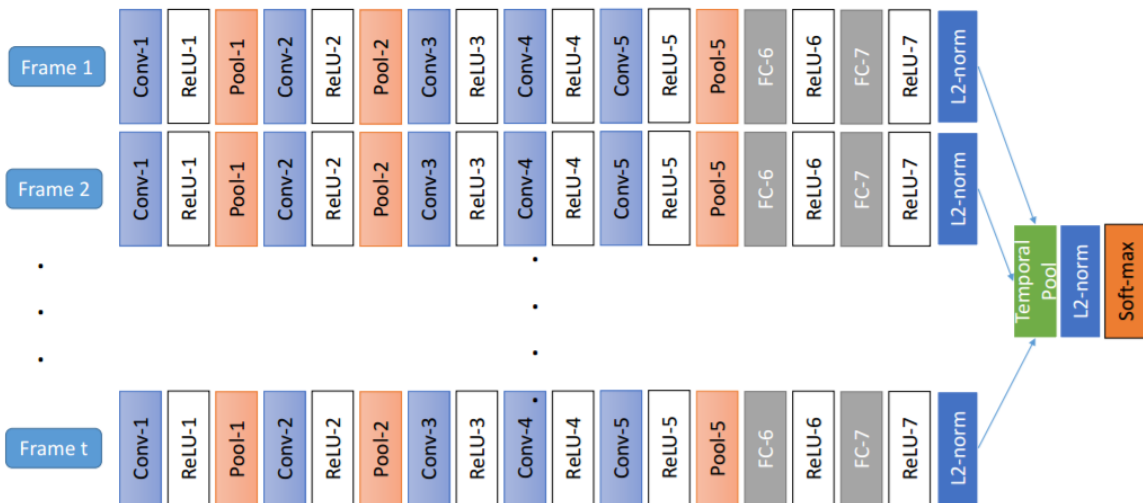 Frame 1
Conv-1
ReLU-1
Pool-1
Conv-2
ReLU-2
Pool-2
Conv-3
ReLU-3
Conv-4
ReLU-4
Conv-5
ReLU-5
Pool-5
FC-6
ReLU-6
FC-7
ReLU-7
L2-norm
Frame 2
Conv-1
ReLU-1
Pool-1
Conv-2
ReLU-2
Pool-2
Conv-3
ReLU-3
Conv-4
ReLU-4
Conv-5
ReLU-5
Pool-5
FC-6
ReLU-6
FC-7
ReLU-7
L2-norm
Frame t
Conv-1
ReLU-1
Pool-1
Conv-2
ReLU-2
Pool-2
Conv-3
ReLU-3
Conv-4
ReLU-4
Conv-5
ReLU-5
Pool-5
FC-6
ReLU-6
FC-7
ReLU-7
L2-norm
Temporal
Pool
L2-norm
Soft-max